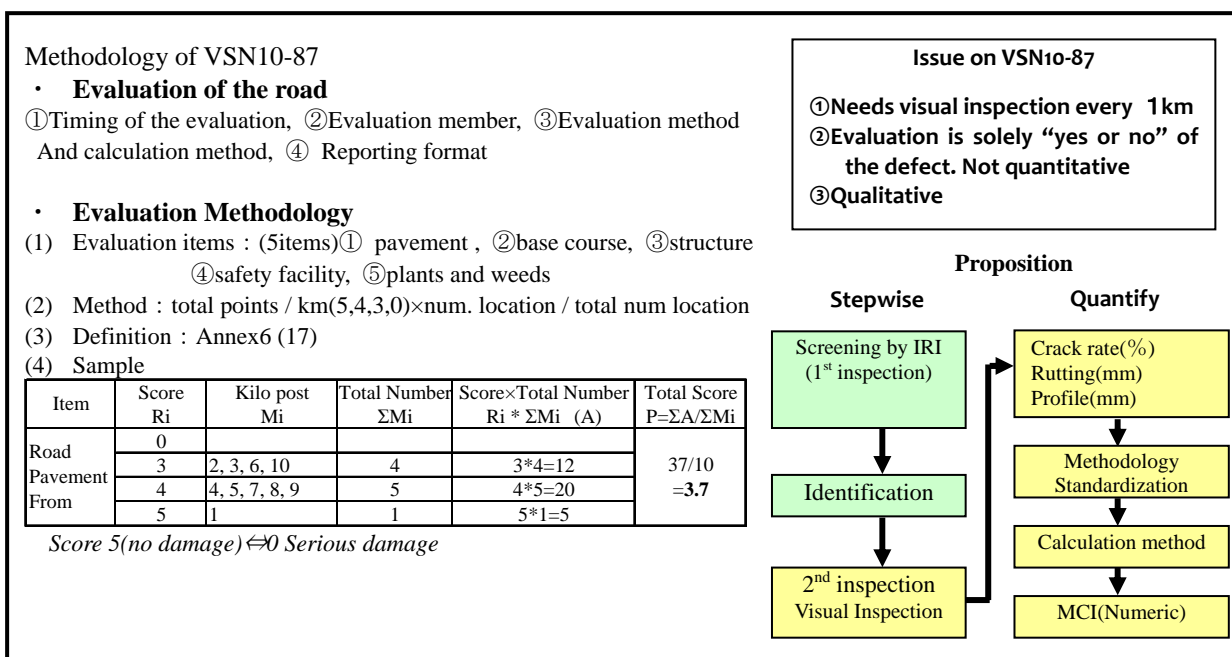 Methodology of VSN10-87
・ Evaluation of the road
①Timing of the evaluation, ②Evaluation member, ③Evaluation method
And calculation method, ④ Reporting format
・ Evaluation Methodology
(1) Evaluation items：(5items)① pavement , ②base course, ③structure
④safety facility, ⑤plants and weeds
(2) Method：total points / km(5,4,3,0)×num. location / total num location
(3) Definition：Annex6 (17)
(4) Sample
Item Score Kilo post Total Number Score×Total Number Total Score
Ri Mi ΣMi Ri * ΣMi (A) P=ΣA/ΣMi
Road Pavement From
0
3 2, 3, 6, 10 4 3*4=12 37/10
4 4, 5, 7, 8, 9 5 4*5=20 =3.7
5 1 1 5*1=5
Score 5(no damage)⇔0 Serious damage
Issue on VSN10-87
①Needs visual inspection every 1km
②Evaluation is solely “yes or no” of
the defect. Not quantitative
③Qualitative
Proposition
Stepwise
Screening by IRI
(1st inspection)
Identification
2nd inspection
Visual Inspection
Quantify
Crack rate(%)
Rutting(mm)
Profile(mm)
Methodology
Standardization
Calculation method
MCI(Numeric)